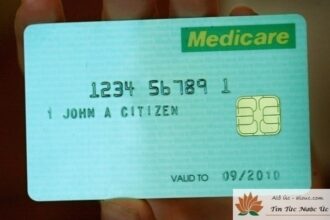 Medicare
1234 56789 1
1 JOHN A CITIZEN
VALID TO 09/2010
Tin Tức Nước Úc